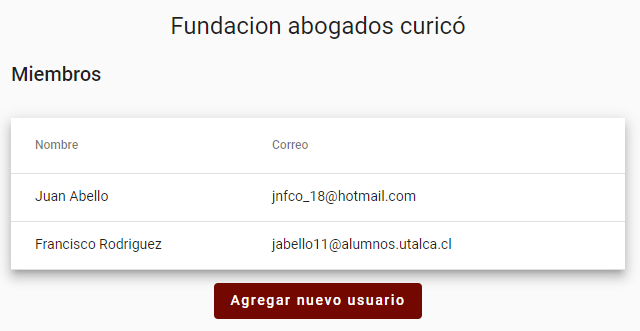 Fundacion abogados curicó
Miembros
Nombre Correo
Juan Abello jnfco_18@hotmail.com
Francisco Rodriguez jabello11@alumnos.utalca.cl
Agregar nuevo usuario